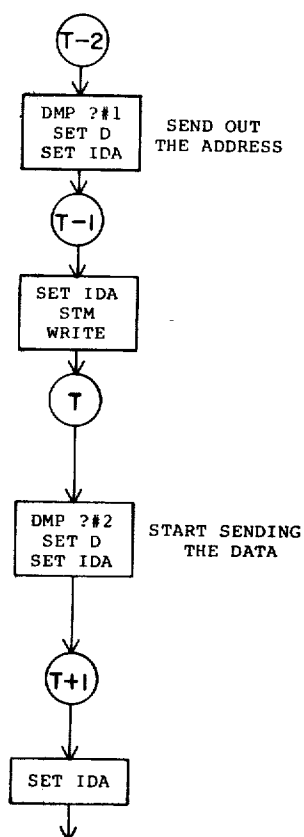 T-2
DMP ?#1
SET D
SET IDA
SEND OUT
THE ADDRESS
T-1
SET IDA
STM
WRITE
T
DMP ?#2
SET D
SET IDA
START SENDING
THE DATA
T+1
SET IDA